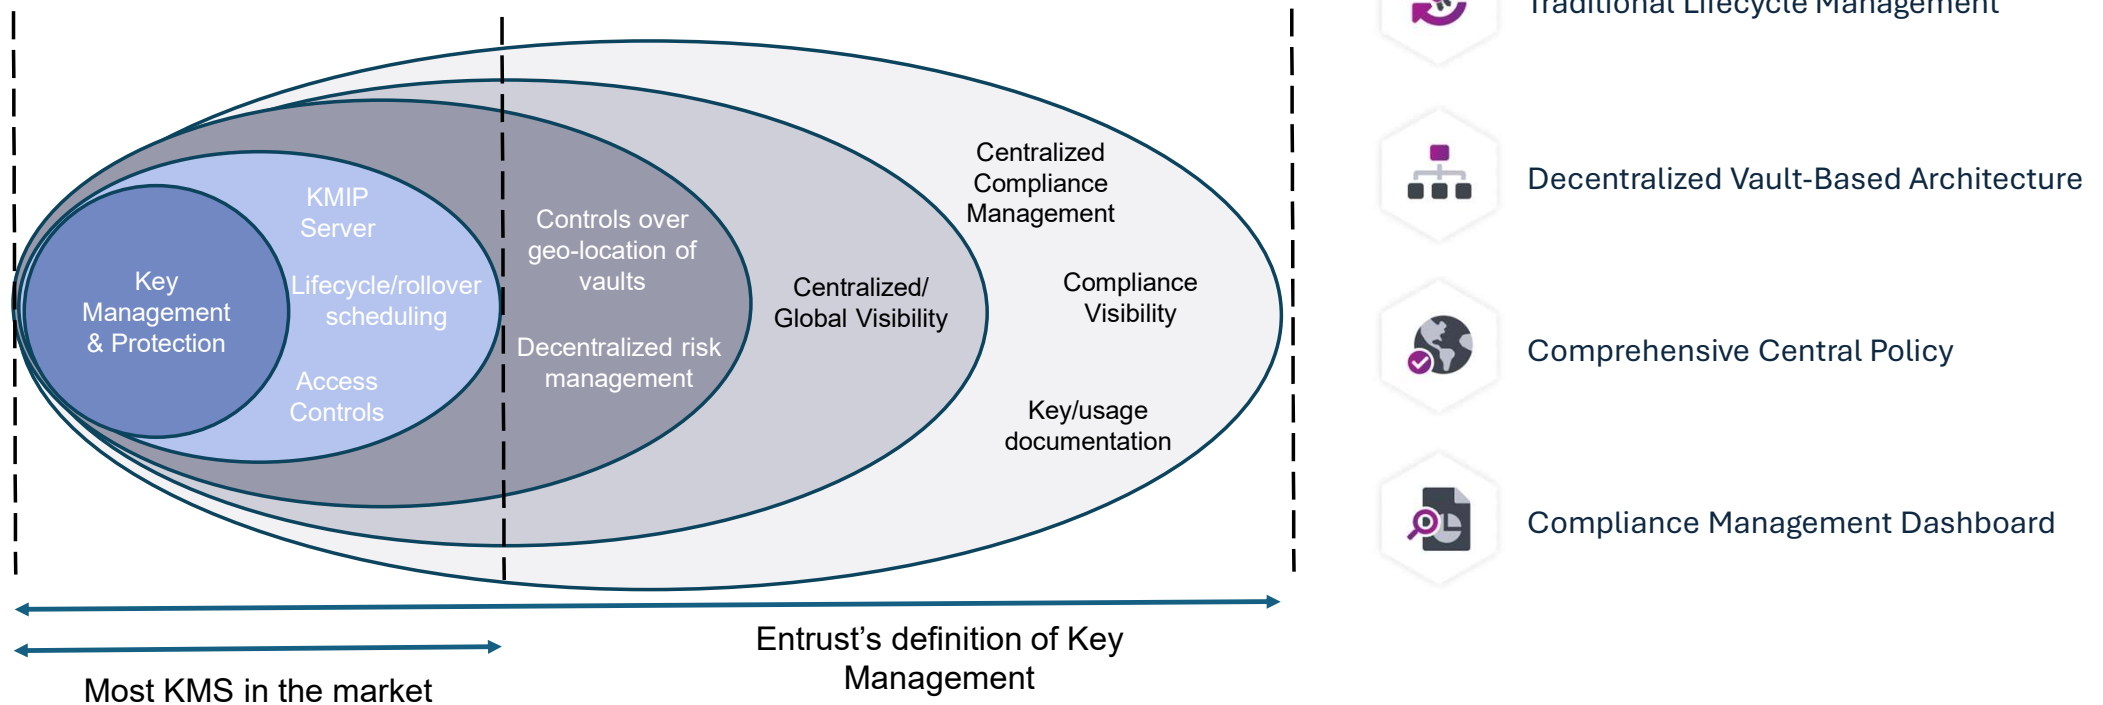 Traditional Lifecycle Management
Key
Management
& Protection
KMIP
Server
Lifecycle/rollover
scheduling
Access
Controls
Controls over
geo-location of
vaults
Decentralized risk
management
Centralized/
Global Visibility
Centralized
Compliance
Management
Compliance
Visibility
Key/usage
documentation
Decentralized Vault-Based Architecture
Comprehensive Central Policy
Compliance Management Dashboard
Entrust’s definition of Key
Management
Most KMS in the market